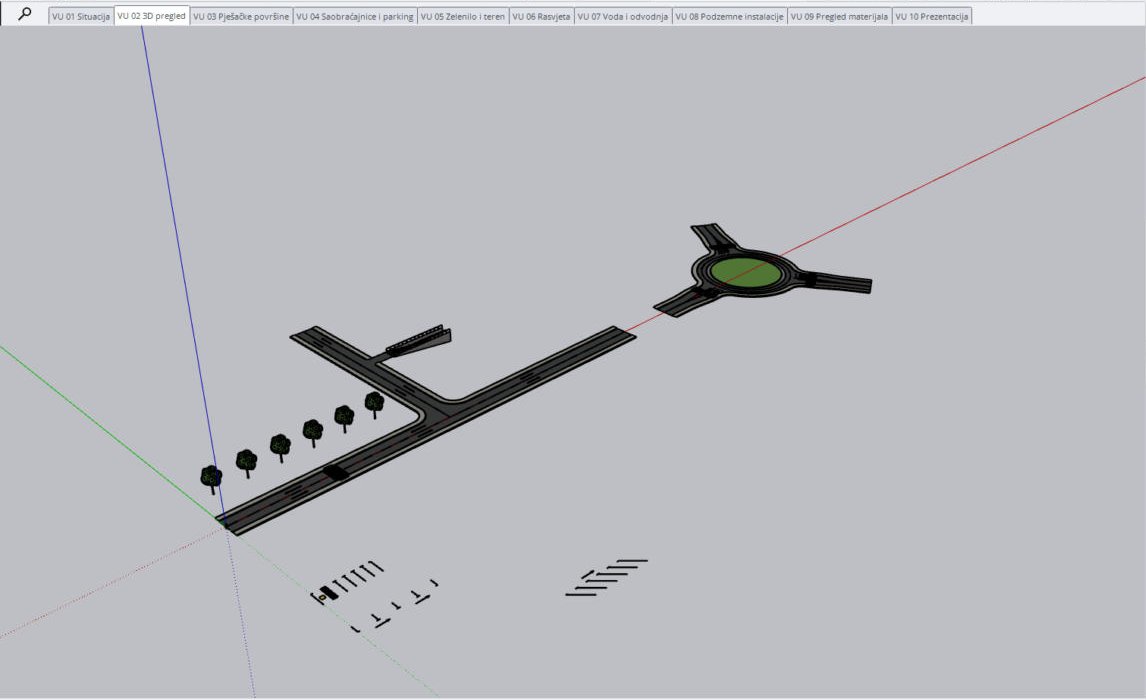 VU 01 Situacija VU 02 3D pregled VU 03 Pješačke površine VU 04 Saobraćajnice i parking VU 05 Zelenilo i teren VU 06 Rasvjeta VU 07 Voda i odvodnja VU 08 Podzemne instalacije VU 09 Pregled materijala VU 10 Prezentacija